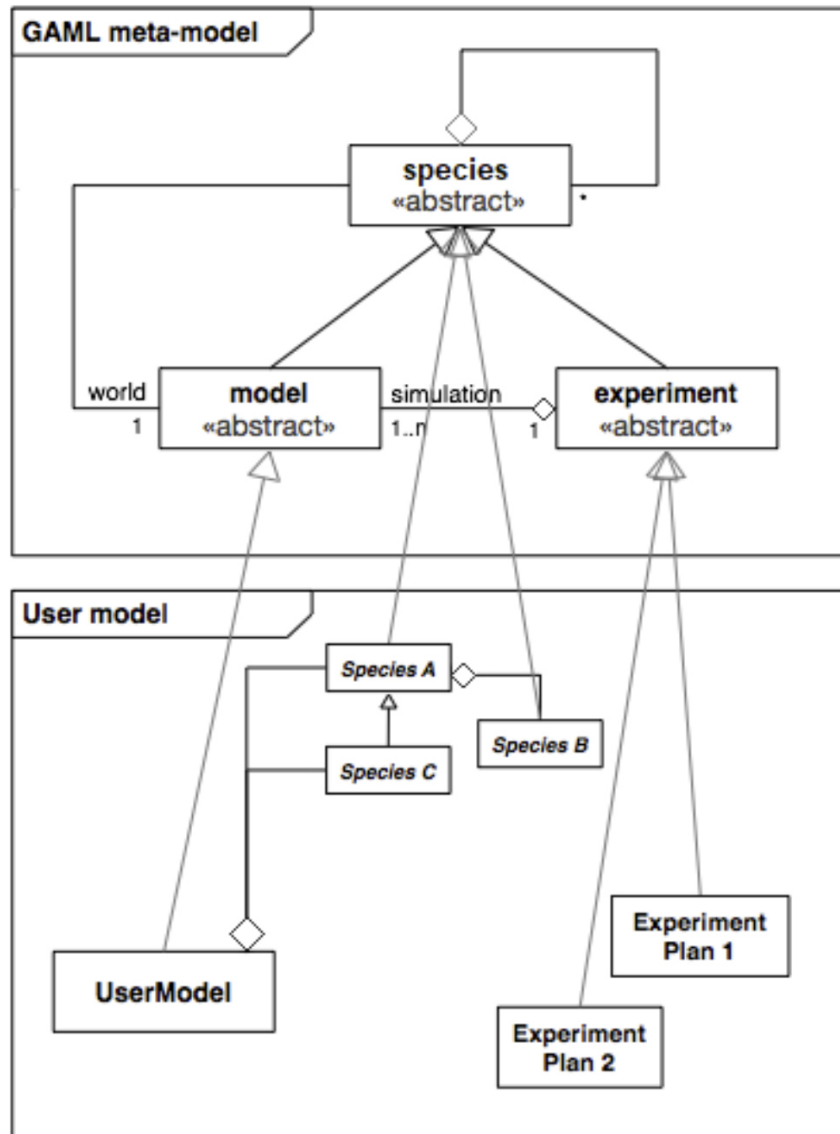 GAML meta-model
species
«abstract»
*
world
1
model
«abstract»
simulation
1..n
1
experiment
«abstract»
User model
Species A
Species B
Species C
Experiment
Plan 1
UserModel
Experiment
Plan 2